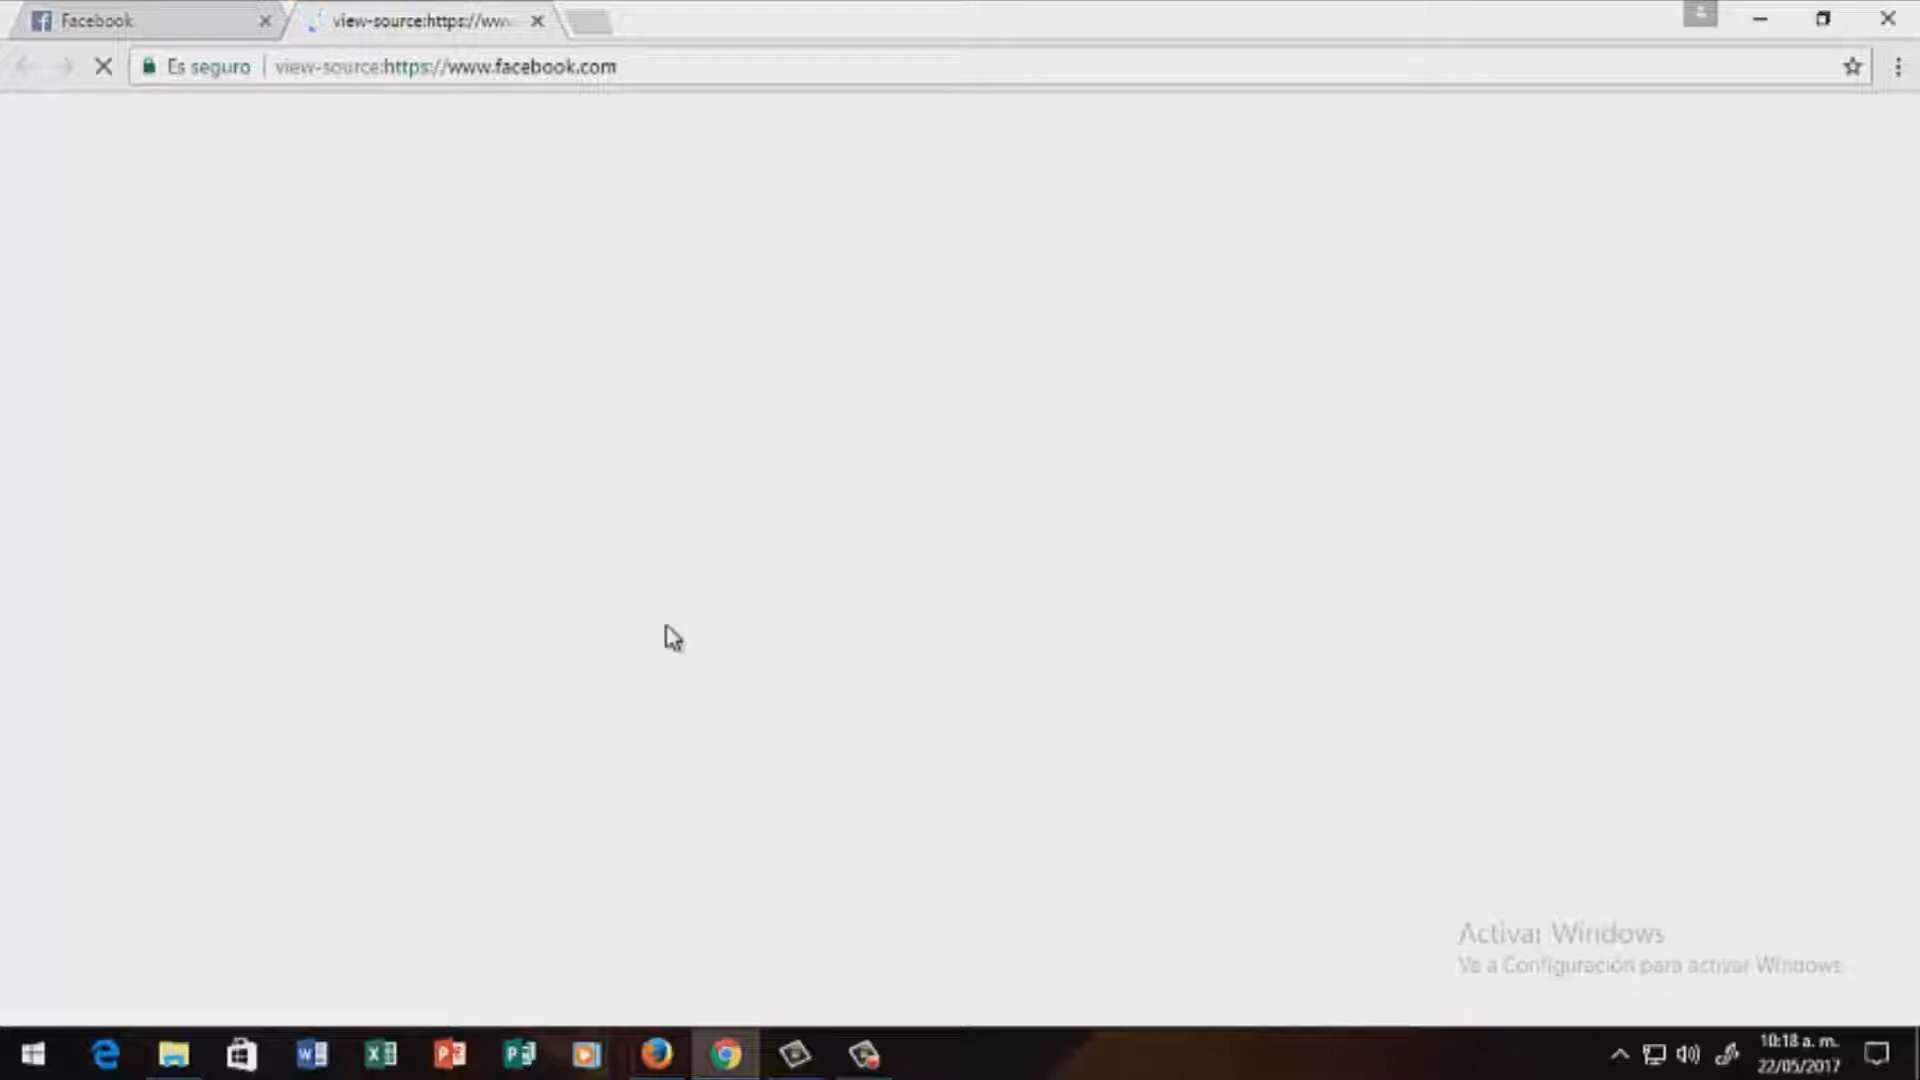 Facebook
view-source:https://www
Es seguro
view-source:https://www.facebook.com
Activar Windows
Ve a Configuración para activar Windows
10:18 a. m.
22/05/2017